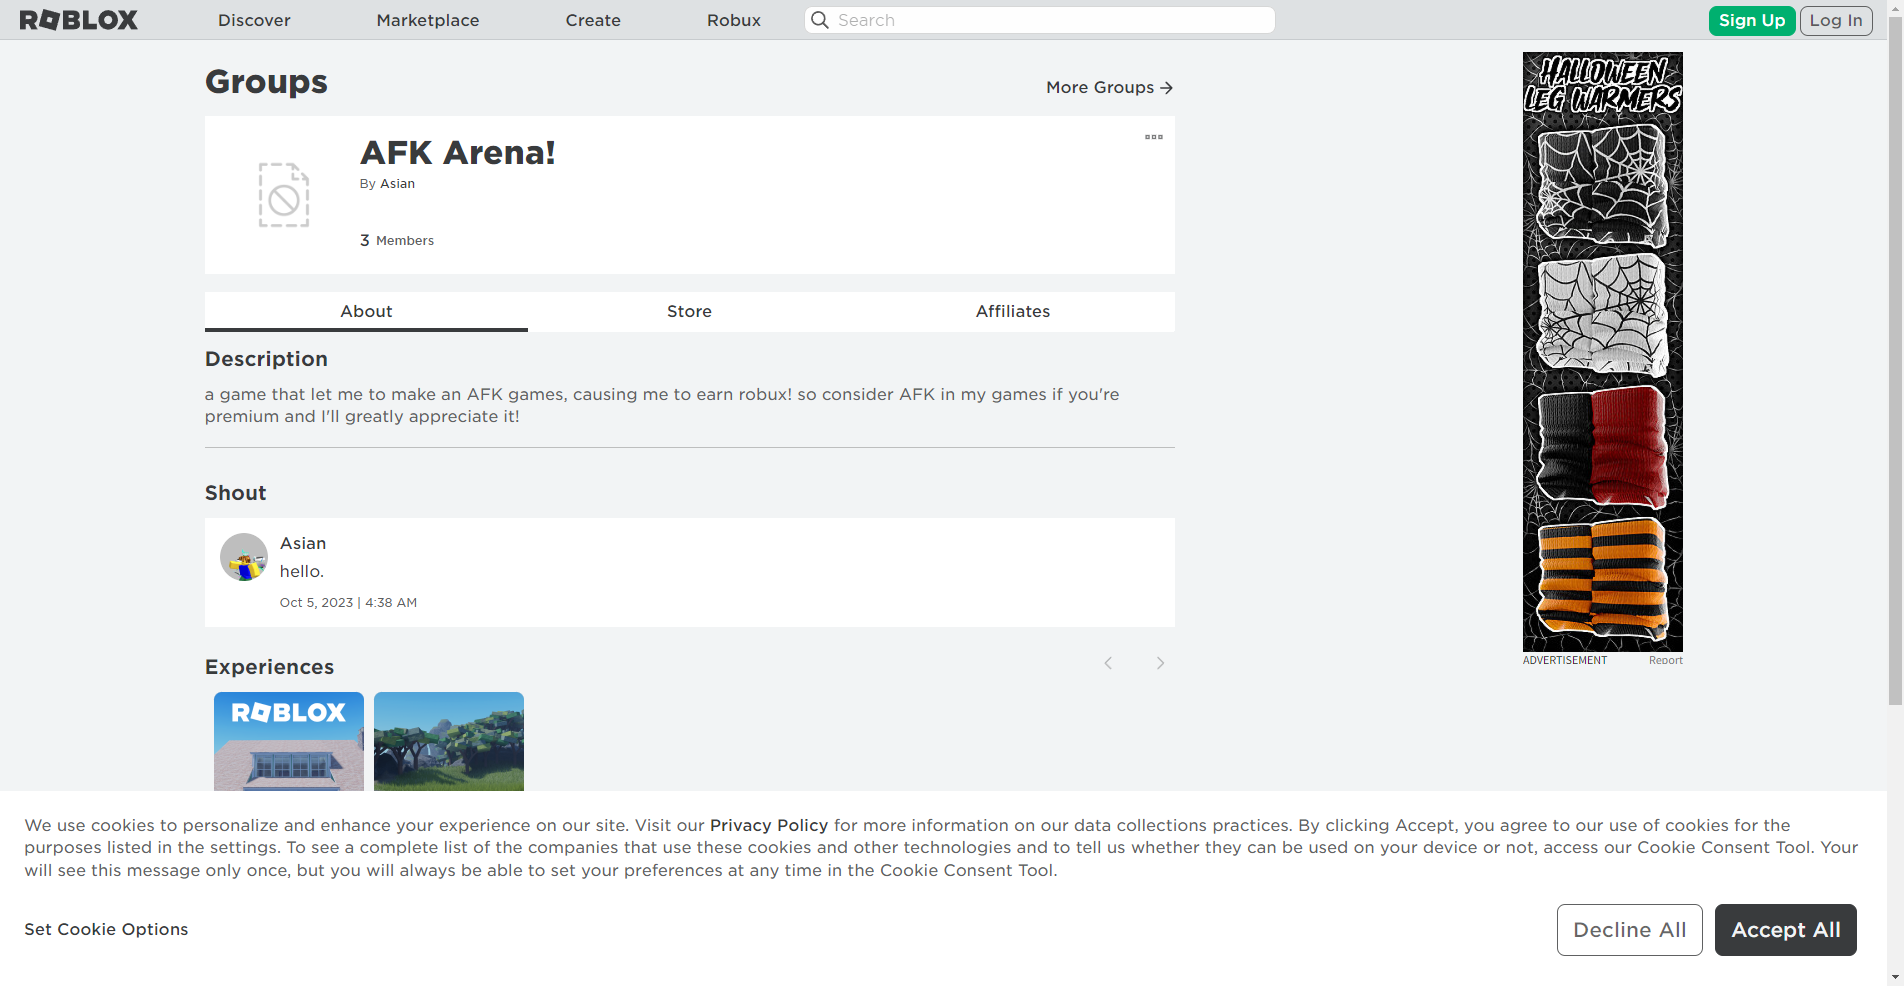 ROBLOX
Discover
Marketplace
Create
Robux
Search
Sign Up
Log In
Groups
More Groups
AFK Arena!
By Asian
3 Members
About
Store
Affiliates
Description
a game that let me to make an AFK games, causing me to earn robux! so consider AFK in my games if you're
premium and I'll greatly appreciate it!
Shout
Asian
hello.
Oct 5, 2023 | 4:38 AM
Experiences
ROBLOX
HALLOWEEN
LEG WARMERS
ADVERTISEMENT
Report
We use cookies to personalize and enhance your experience on our site. Visit our Privacy Policy for more information on our data collections practices. By clicking Accept, you agree to our use of cookies for the
purposes listed in the settings. To see a complete list of the companies that use these cookies and other technologies and to tell us whether they can be used on your device or not, access our Cookie Consent Tool. Your
will see this message only once, but you will always be able to set your preferences at any time in the Cookie Consent Tool.
Set Cookie Options
Decline All
Accept All